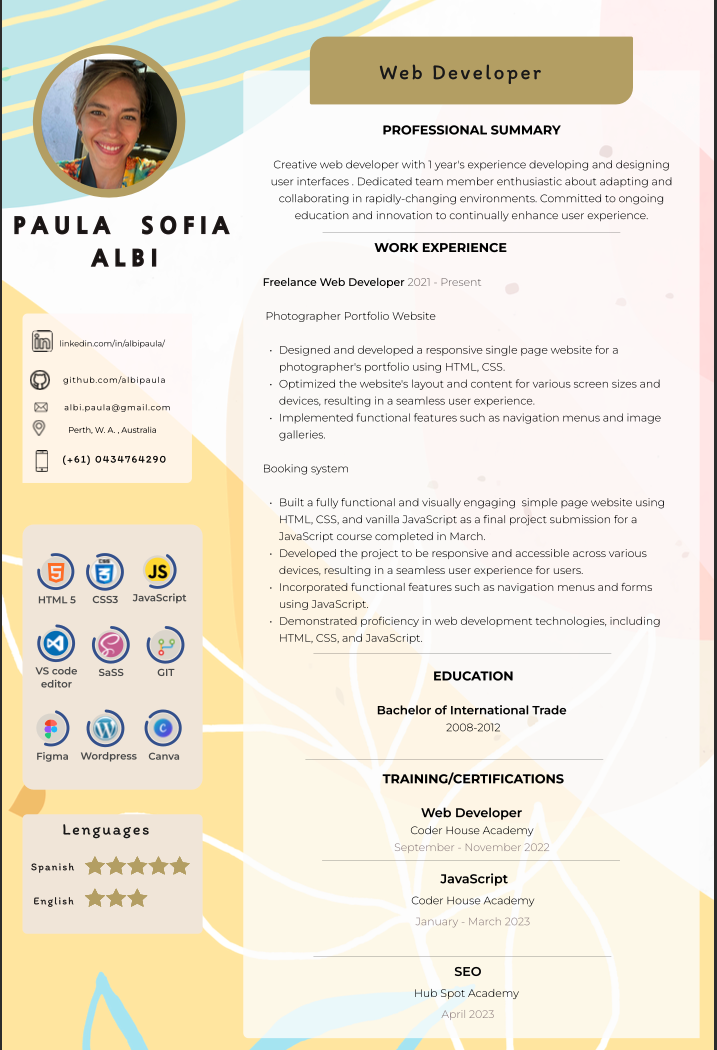 PAULA SOFIA
ALBI
linkedin.com/in/albipaula/
github.com/albipaula
albi.paula@gmail.com
Perth, W. A. , Australia
(+61) 0434764290
HTML 5
CSS3
JavaScript
JS
VS code
editor
SaSS
GIT
Figma
Wordpress
Canva
Lenguages
Spanish
English
Web Developer
PROFESSIONAL SUMMARY
Creative web developer with 1 year's experience developing and designing
user interfaces . Dedicated team member enthusiastic about adapting and
collaborating in rapidly-changing environments. Committed to ongoing
education and innovation to continually enhance user experience.
WORK EXPERIENCE
Freelance Web Developer 2021 - Present
Photographer Portfolio Website
• Designed and developed a responsive single page website for a
photographer's portfolio using HTML, CSS.
• Optimized the website's layout and content for various screen sizes and
devices, resulting in a seamless user experience.
• Implemented functional features such as navigation menus and image
galleries.
Booking system
• Built a fully functional and visually engaging simple page website using
HTML, CSS, and vanilla JavaScript as a final project submission for a
JavaScript course completed in March.
• Developed the project to be responsive and accessible across various
devices, resulting in a seamless user experience for users.
• Incorporated functional features such as navigation menus and forms
using JavaScript.
• Demonstrated proficiency in web development technologies, including
HTML, CSS, and JavaScript.
EDUCATION
Bachelor of International Trade
2008-2012
TRAINING/CERTIFICATIONS
Web Developer
Coder House Academy
September - November 2022
JavaScript
Coder House Academy
January - March 2023
SEO
Hub Spot Academy
April 2023